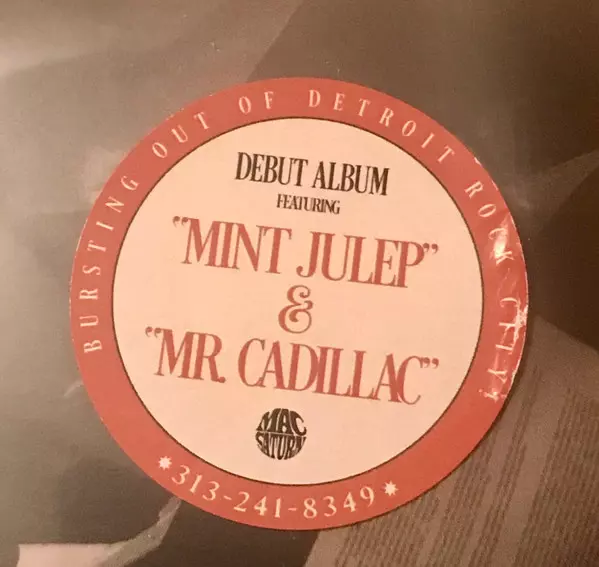 BURSTING OUT OF DETROIT ROCK CITY!
DEBUT ALBUM
FEATURING
"MINT JULEP"
&
"MR. CADILLAC"
MAC
SATURN
*313-241-8349*